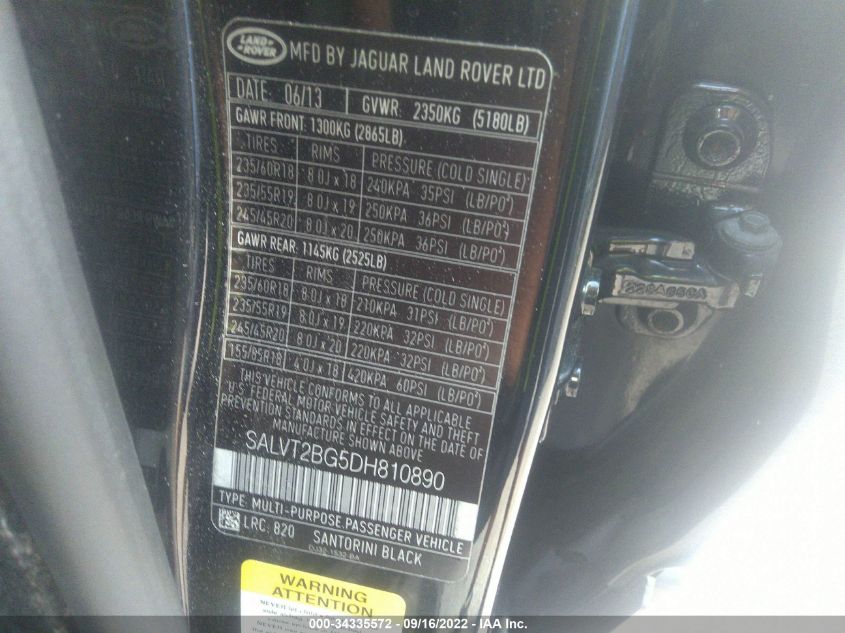 LAND ROVER
MFD BY JAGUAR LAND ROVER LTD
DATE: 06/13 GVWR: 2350KG (5180LB)
GAWR FRONT: 1300KG (2865LB)
TIRES RIMS PRESSURE (COLD SINGLE)
235/60R18 8.0J x 18 240KPA 35PSI (LB/PO²)
235/55R19 8.0J x 19 250KPA 36PSI (LB/PO²)
245/45R20 8.0J x 20 250KPA 36PSI (LB/PO²)
GAWR REAR: 1145KG (2525LB)
TIRES RIMS PRESSURE (COLD SINGLE)
235/60R18 8.0J x 18 210KPA 31PSI (LB/PO²)
235/55R19 8.0J x 19 220KPA 32PSI (LB/PO²)
245/45R20 8.0J x 20 220KPA 32PSI (LB/PO²)
155/85R18 4.0J x 18 420KPA 60PSI (LB/PO²)
THIS VEHICLE CONFORMS TO ALL APPLICABLE
U.S. FEDERAL MOTOR VEHICLE SAFETY AND THEFT
PREVENTION STANDARDS IN EFFECT ON THE DATE OF
MANUFACTURE SHOWN ABOVE
SALVT2BG5DH810890
TYPE: MULTI-PURPOSE PASSENGER VEHICLE
LRC: 820 SANTORINI BLACK
WARNING
ATTENTION
NEVER let child
000-34335572 - 09/16/2022 - IAA Inc.